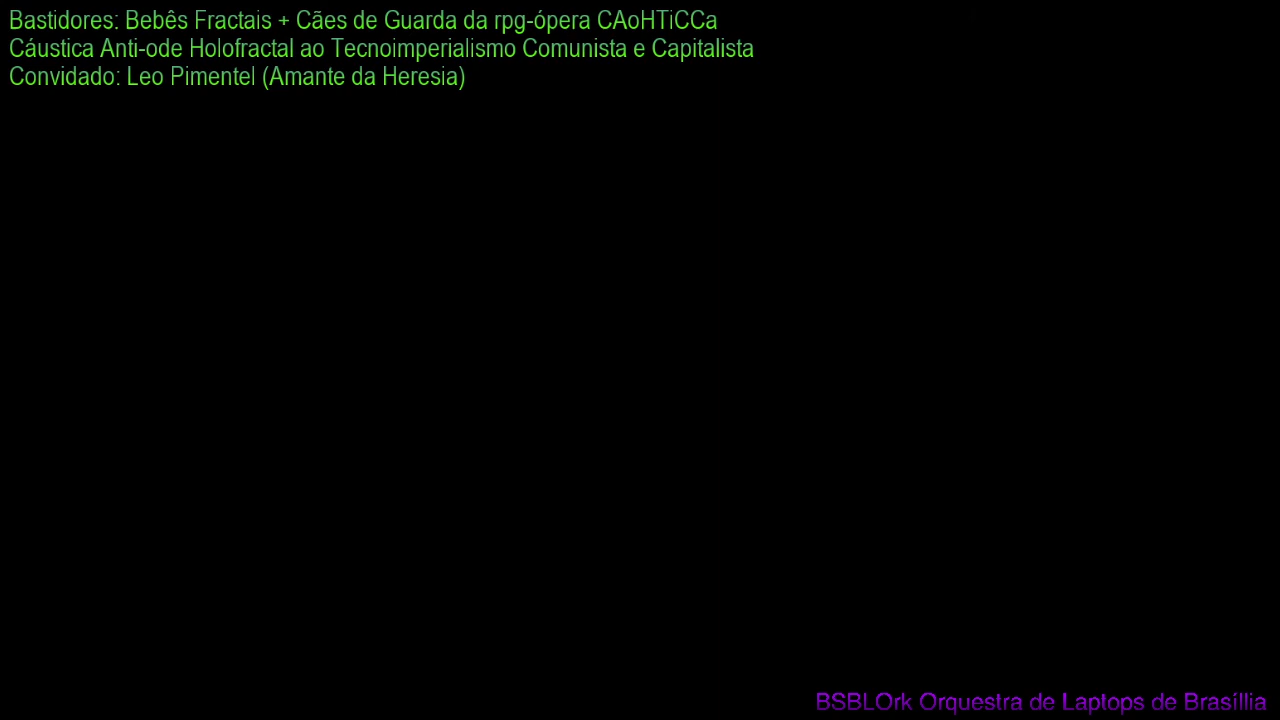 Bastidores: Bebês Fractais + Cães de Guarda da rpg-ópera CAoHTiCCa
Cáustica Anti-ode Holofractal ao Tecnoimperialismo Comunista e Capitalista
Convidado: Leo Pimentel (Amante da Heresia)
BSBLOrk Orquestra de Laptops de Brasíllia